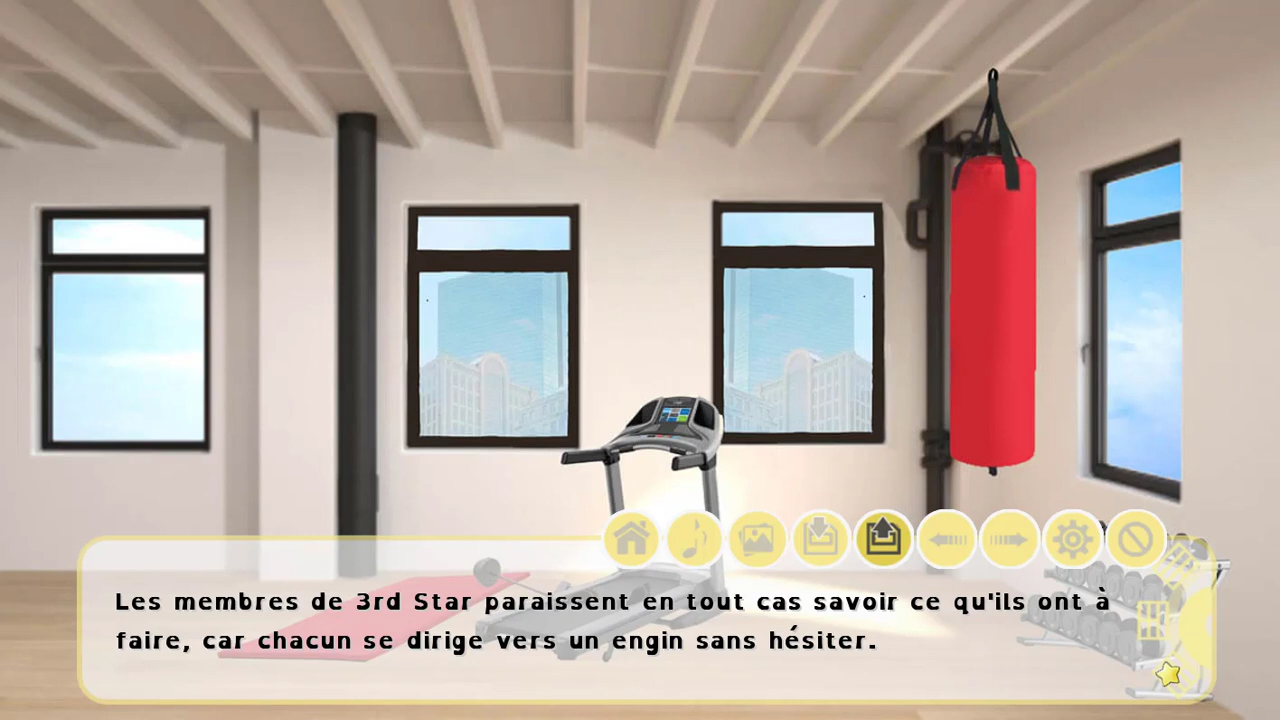 Les membres de 3rd Star paraissent en tout cas savoir ce qu'ils ont à
faire, car chacun se dirige vers un engin sans hésiter.